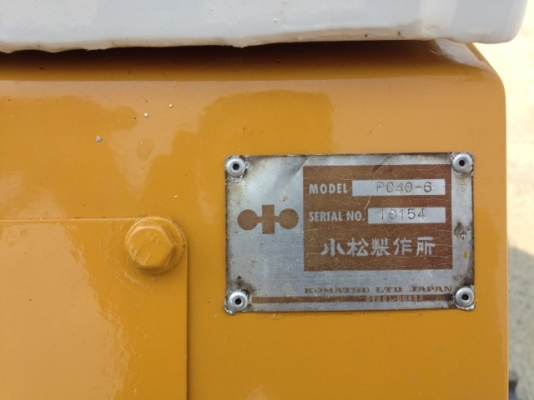 MODEL PC40-6
SERIAL NO. 10154
小松製作所
KOMATSU LTD JAPAN